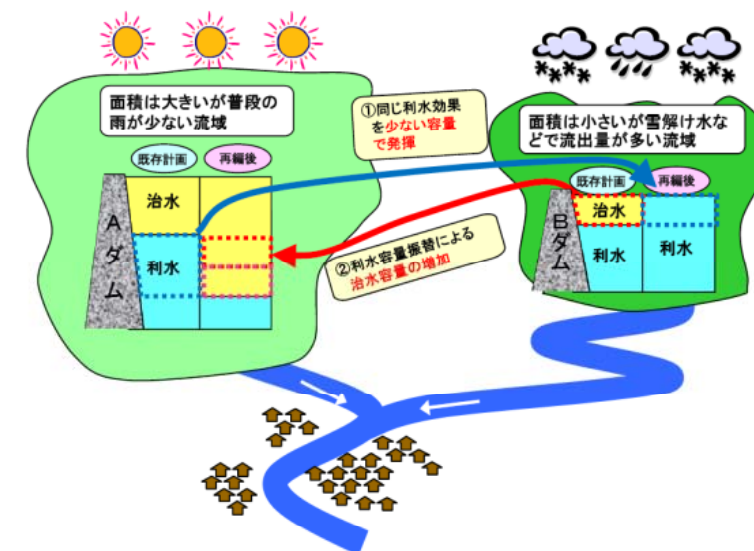 面積は大きいが普段の
雨が少ない流域
既存計画
再編後
Aダム
治水
利水
①同じ利水効果
を少ない容量
で発揮
②利水容量振替による
治水容量の増加
面積は小さいが雪解け水な
どで流出量が多い流域
既存計画
再編後
Bダム
治水
利水
利水